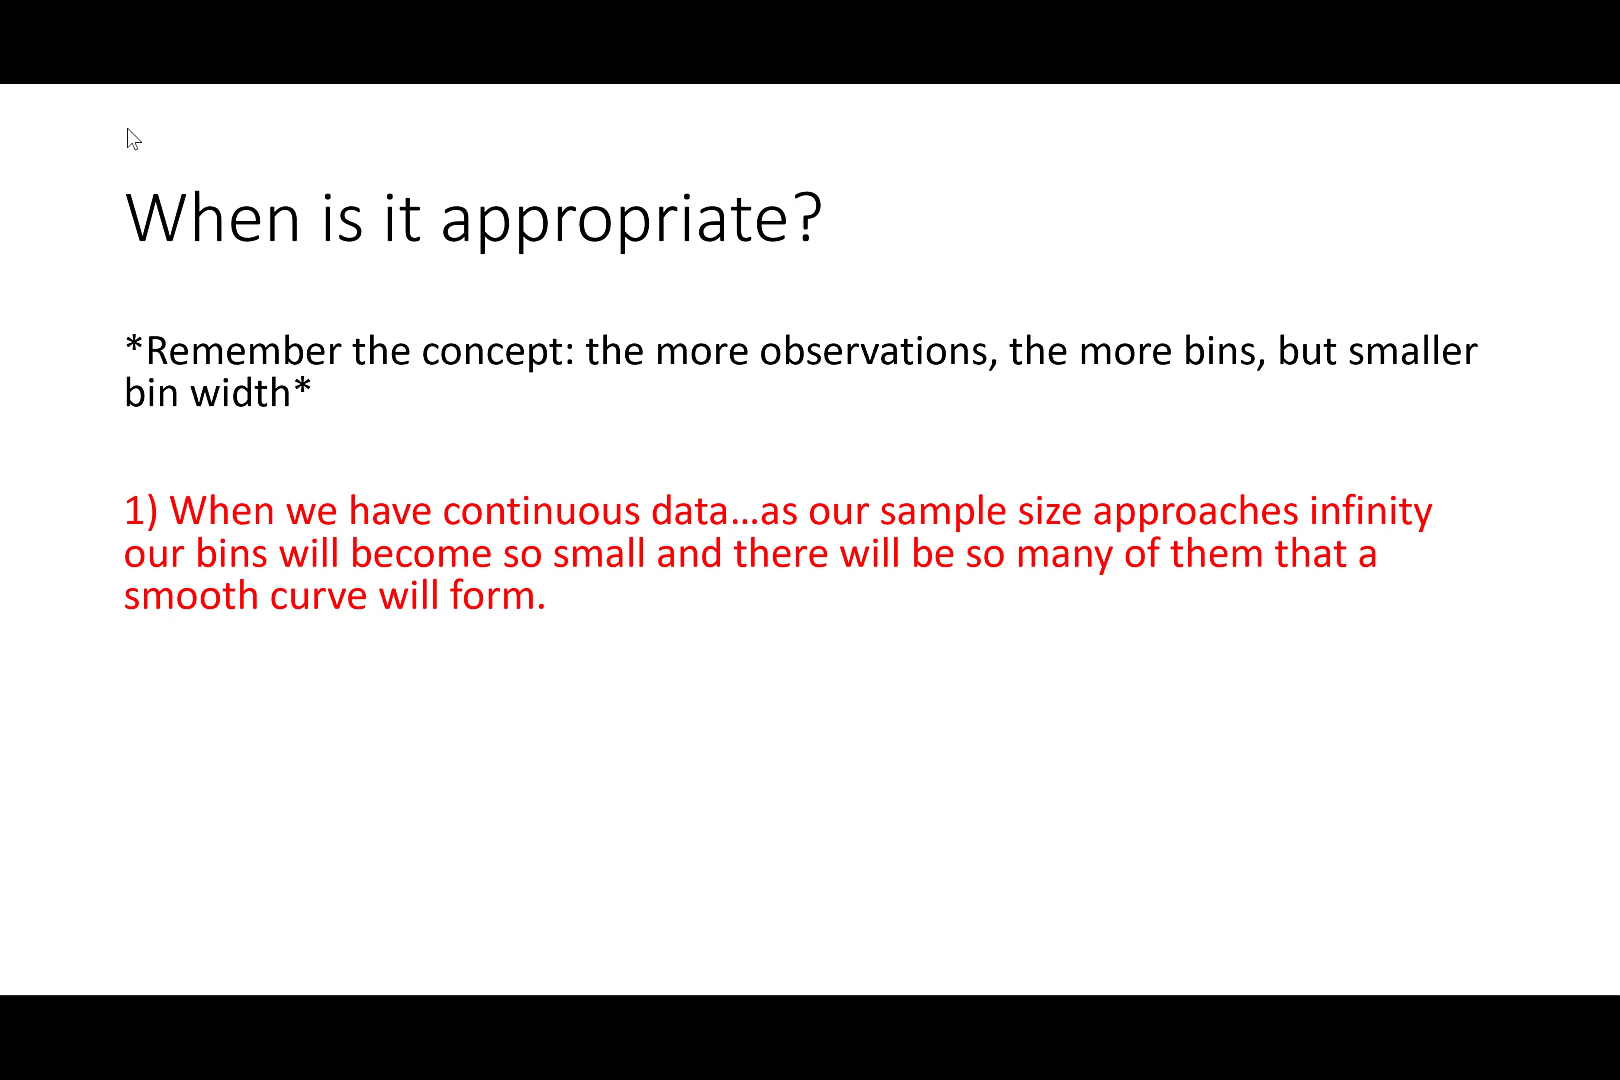 When is it appropriate?
*Remember the concept: the more observations, the more bins, but smaller
bin width*
1) When we have continuous data...as our sample size approaches infinity
our bins will become so small and there will be so many of them that a
smooth curve will form.